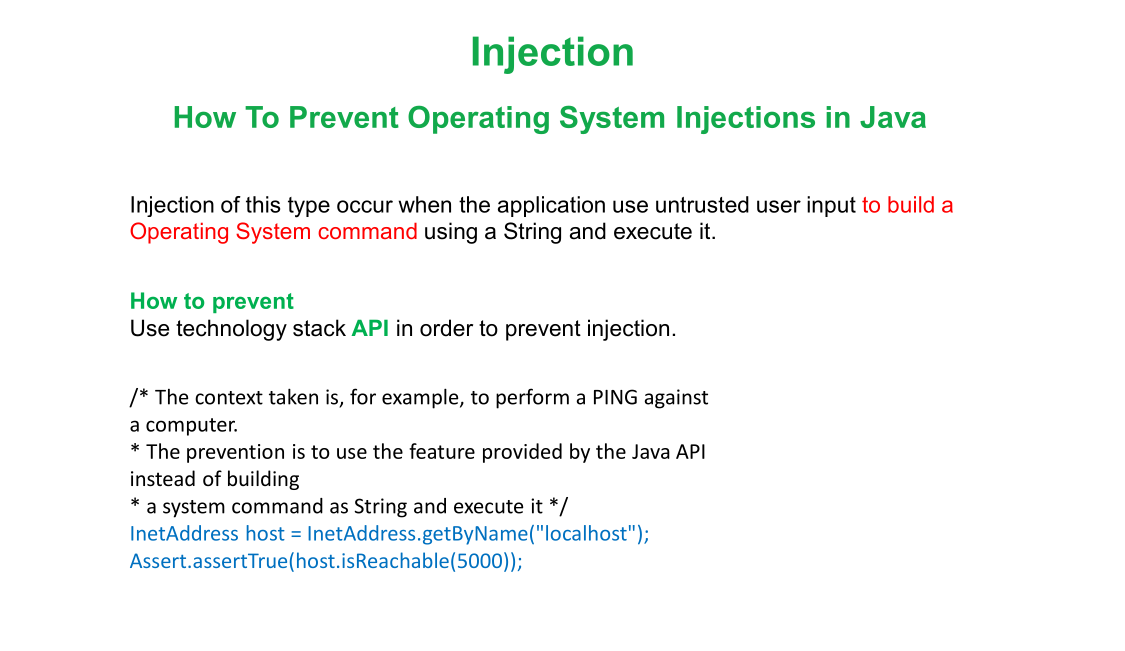 Injection
How To Prevent Operating System Injections in Java
Injection of this type occur when the application use untrusted user input to build a
Operating System command using a String and execute it.
How to prevent
Use technology stack API in order to prevent injection.
/* The context taken is, for example, to perform a PING against
a computer.
* The prevention is to use the feature provided by the Java API
instead of building
* a system command as String and execute it */
InetAddress host = InetAddress.getByName("localhost");
Assert.assertTrue(host.isReachable(5000));